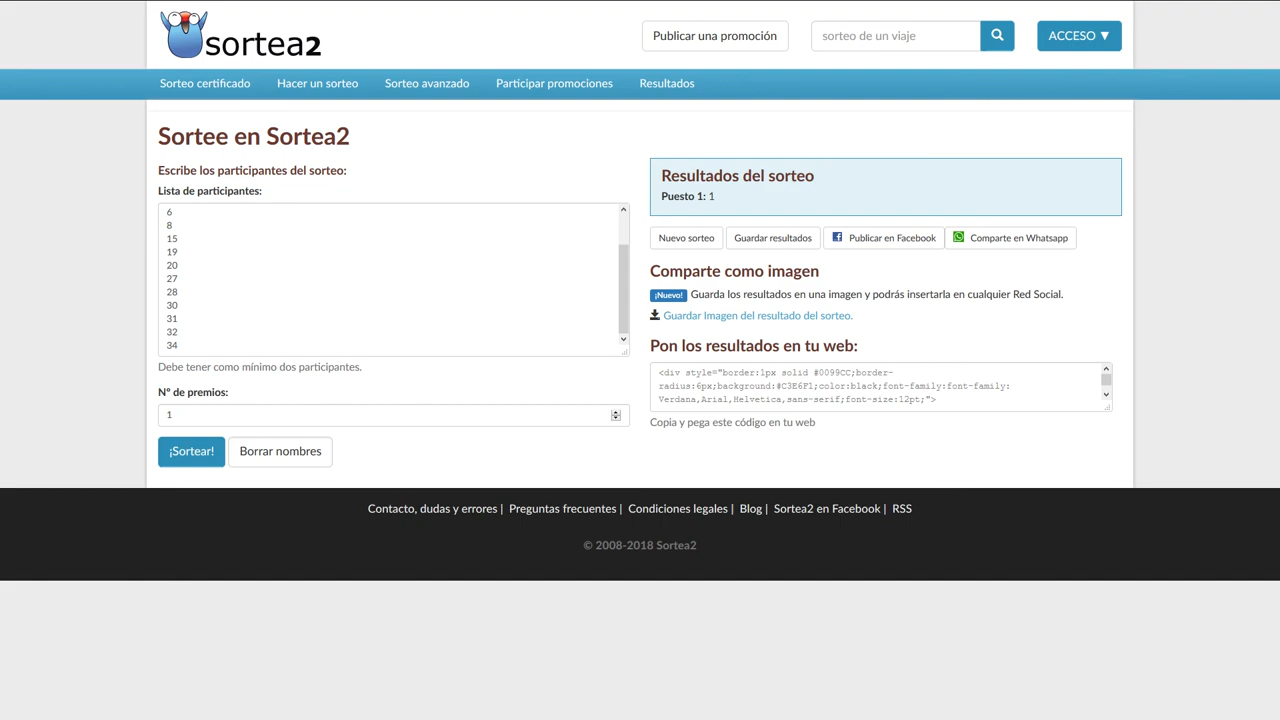 sortea2
Publicar una promoción
sorteo de un viaje
ACCESO ▼
Sorteo certificado
Hacer un sorteo
Sorteo avanzado
Participar promociones
Resultados
Sortee en Sortea2
Escribe los participantes del sorteo:
Lista de participantes:
6
8
15
19
20
27
28
30
31
32
34
Debe tener como mínimo dos participantes.
Nº de premios:
1
¡Sortear!
Borrar nombres
Resultados del sorteo
Puesto 1: 1
Nuevo sorteo
Guardar resultados
Publicar en Facebook
Comparte en Whatsapp
Comparte como imagen
¡Nuevo! Guarda los resultados en una imagen y podrás insertarla en cualquier Red Social.
Guardar Imagen del resultado del sorteo.
Pon los resultados en tu web:
<div style="border:1px solid #0099CC;border-
radius:6px;background:#C3E6F1;color:black;font-family:font-family:
Verdana,Arial,Helvetica,sans-serif;font-size:12pt;">
Copia y pega este código en tu web
Contacto, dudas y errores | Preguntas frecuentes | Condiciones legales | Blog | Sortea2 en Facebook | RSS
© 2008-2018 Sortea2